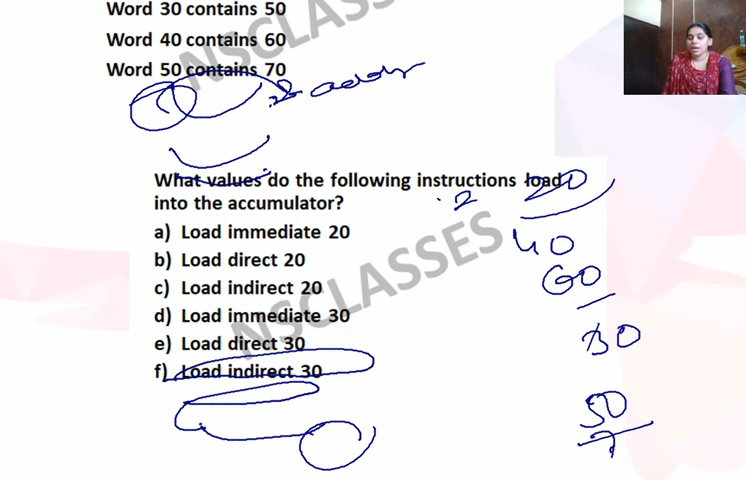 Word 30 contains 50
Word 40 contains 60
Word 50 contains 70
addr
What values do the following instructions load
into the accumulator?
a) Load immediate 20
b) Load direct 20
c) Load indirect 20
d) Load immediate 30
e) Load direct 30
f) Load indirect 30
20
40
60
30
50
7
NSCLASSES
NSCLASSES